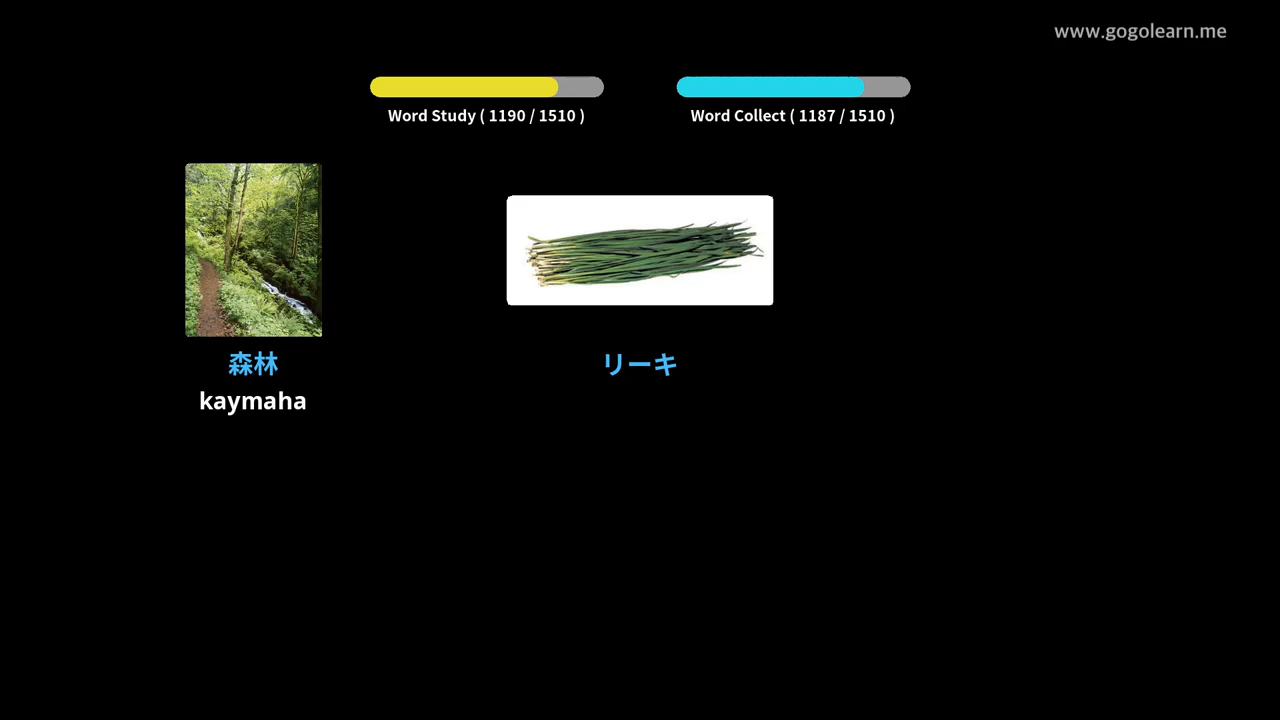 www.gogolearn.me
Word Study ( 1190 / 1510 )
Word Collect ( 1187 / 1510 )
森林
kaymaha
リーキ